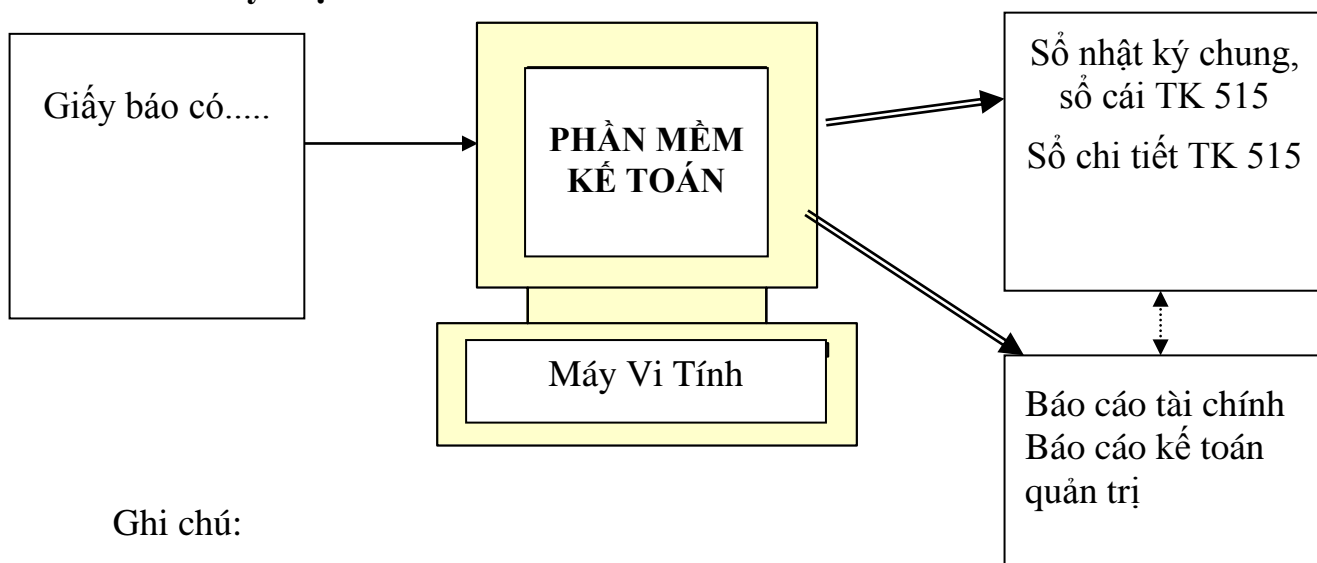 Giấy báo có.....
PHẦN MỀM
KẾ TOÁN
Máy Vi Tính
Sổ nhật ký chung,
sổ cái TK 515
Sổ chi tiết TK 515
Báo cáo tài chính
Báo cáo kế toán
quản trị
Ghi chú: